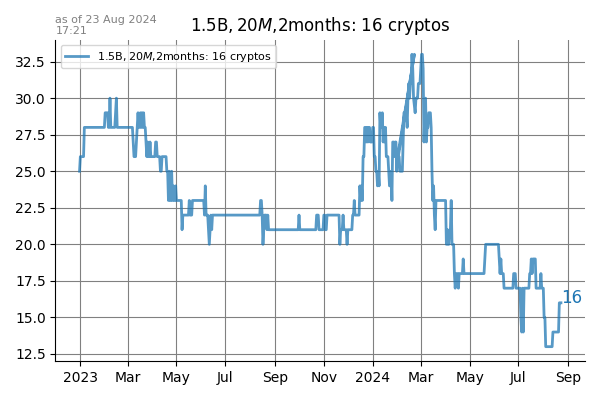 as of 23 Aug 2024
17:21
1.5B, 20M,2months: 16 cryptos
1.5B, 20M,2months: 16 cryptos
32.5
30.0
27.5
25.0
22.5
20.0
17.5
15.0
12.5
16
2023 Mar May Jul Sep Nov 2024 Mar May Jul Sep